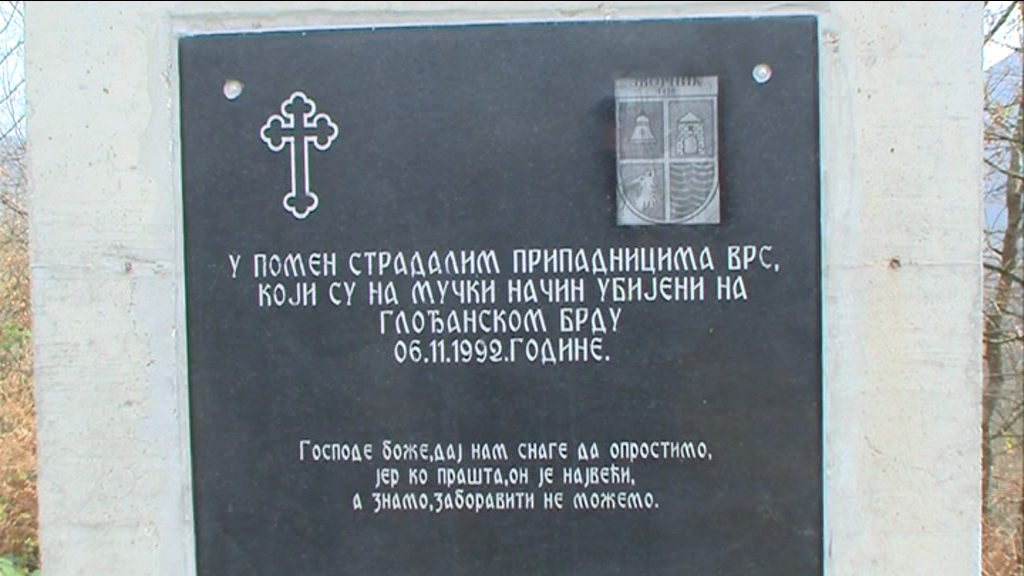 У ПОМЕН СТРАДАЛИМ ПРИПАДНИЦИМА ВРС,
КОЈИ СУ НА МУЧКИ НАЧИН УБИЈЕНИ НА
ГЛОЂАНСКОМ БРДУ
06.11.1992.ГОДИНЕ.
Господе боже,дај нам снаге да опростимо,
јер ко прашта,он је највећи,
а знамо,заборавити не можемо.